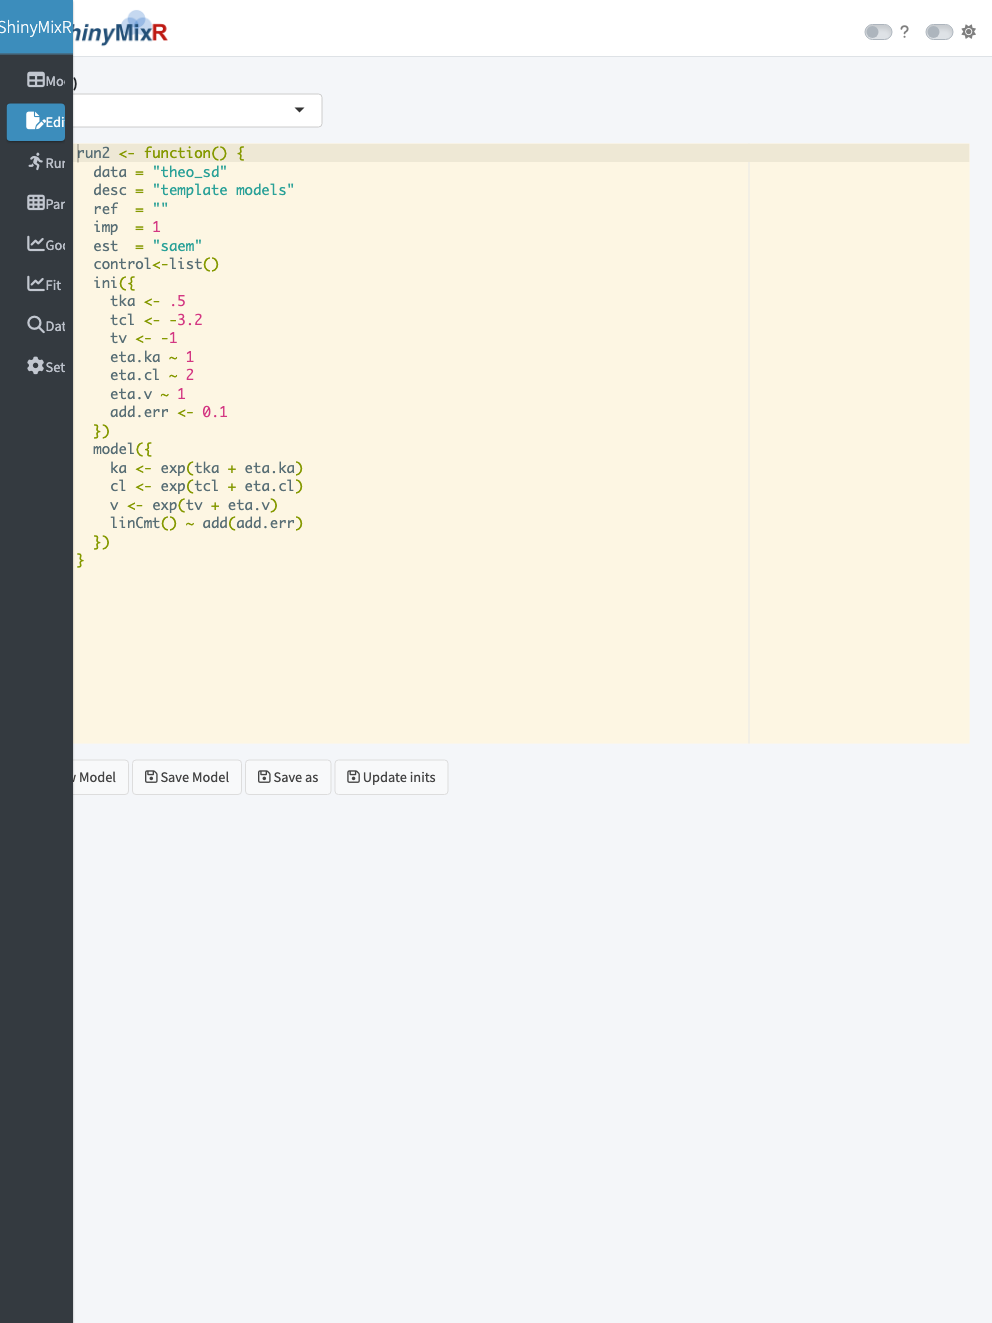 ShinyMixR
hinyMixR
?
Mo
)
Edi
Run
Par
Goo
Fit
Dat
Set
run2 <- function() {
  data = "theo_sd"
  desc = "template models"
  ref  = ""
  imp  = 1
  est  = "saem"
  control<-list()
  ini({
    tka <- .5
    tcl <- -3.2
    tv <- -1
    eta.ka ~ 1
    eta.cl ~ 2
    eta.v ~ 1
    add.err <- 0.1
  })
  model({
    ka <- exp(tka + eta.ka)
    cl <- exp(tcl + eta.cl)
    v <- exp(tv + eta.v)
    linCmt() ~ add(add.err)
  })
}
Model
Save Model
Save as
Update inits